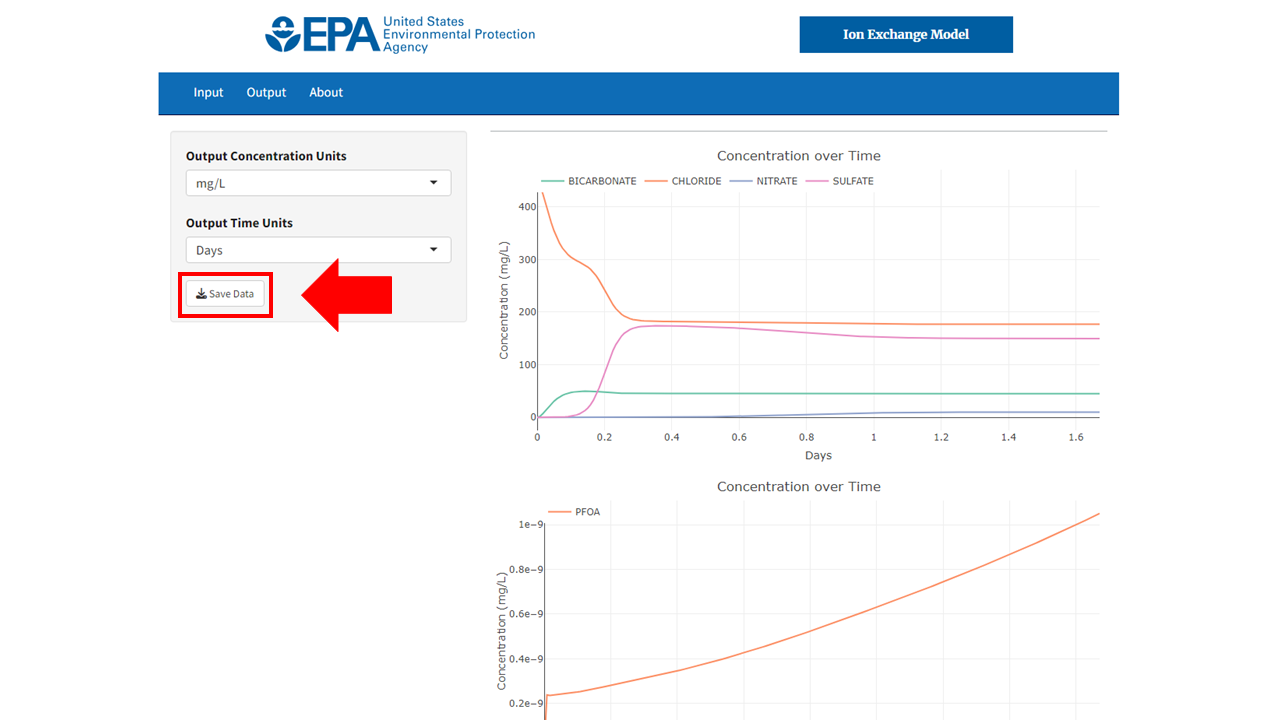 EPA United States
Environmental Protection
Agency
Ion Exchange Model
Input Output About
Output Concentration Units
mg/L
Output Time Units
Days
Save Data
Concentration over Time
BICARBONATE CHLORIDE NITRATE SULFATE
400
300
200
100
0
Concentration (mg/L)
0 0.2 0.4 0.6 0.8 1 1.2 1.4 1.6
Days
Concentration over Time
PFOA
1e−9
0.8e−9
0.6e−9
0.4e−9
0.2e−9
Concentration (mg/L)